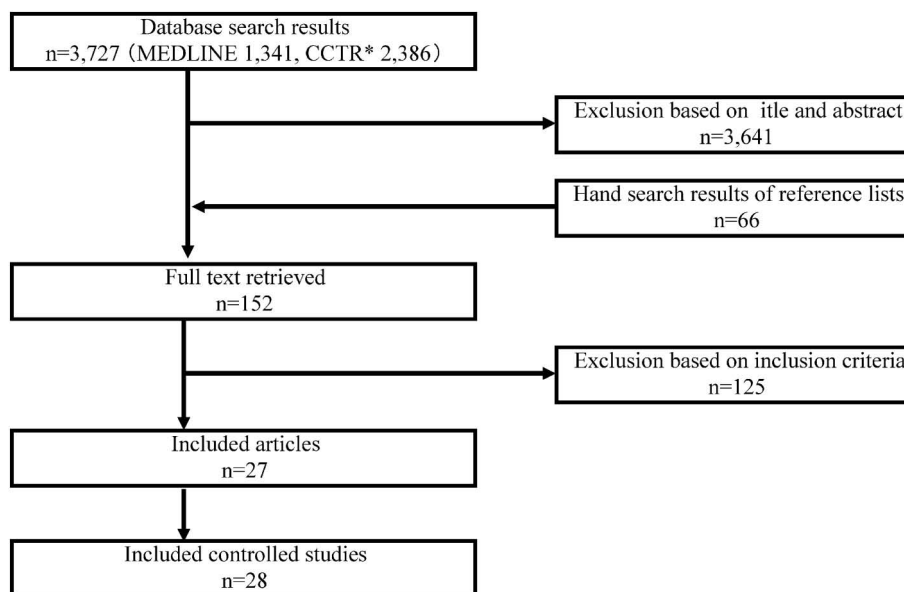 Database search results
n=3,727 (MEDLINE 1,341, CCTR* 2,386)
Exclusion based on itle and abstract
n=3,641
Hand search results of reference lists
n=66
Full text retrieved
n=152
Exclusion based on inclusion criteria
n=125
Included articles
n=27
Included controlled studies
n=28